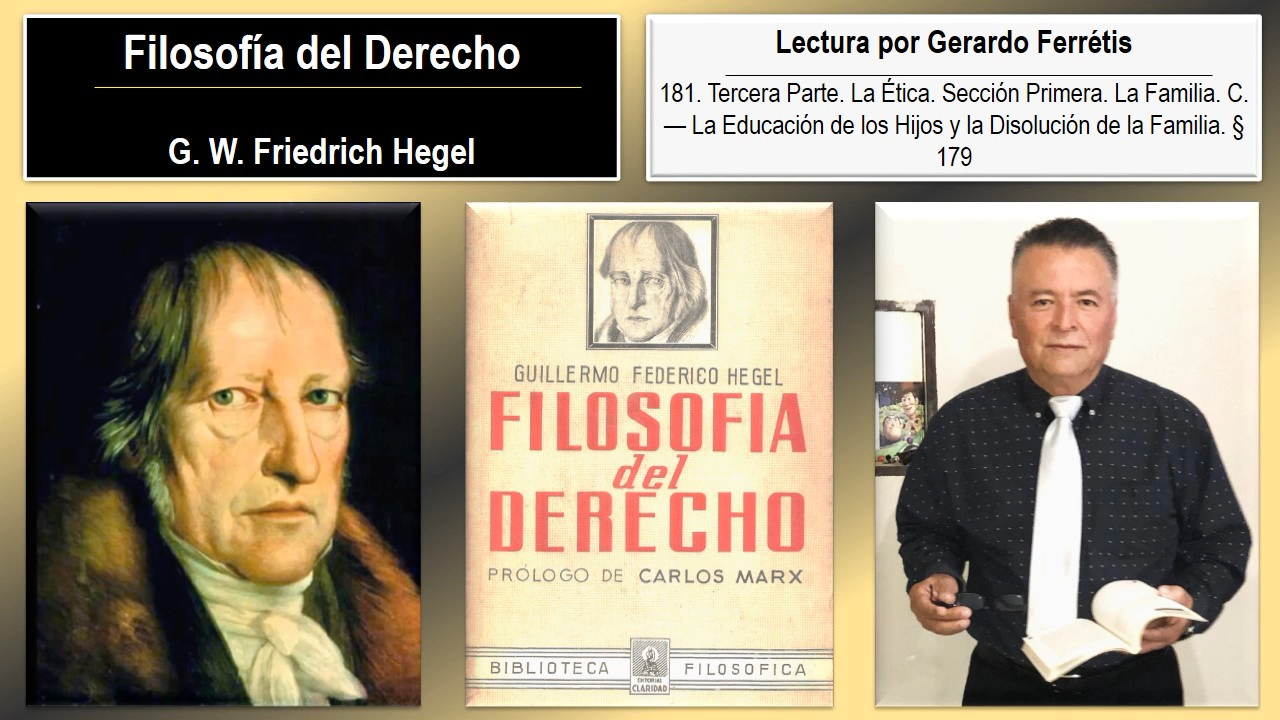 Filosofía del Derecho
G. W. Friedrich Hegel
Lectura por Gerardo Ferrétis
181. Tercera Parte. La Ética. Sección Primera. La Familia. C.
— La Educación de los Hijos y la Disolución de la Familia. §
179
GUILLERMO FEDERICO HEGEL
FILOSOFIA
del
DERECHO
PRÓLOGO DE CARLOS MARX
BIBLIOTECA FILOSOFICA
EDITORIAL
CLARIDAD